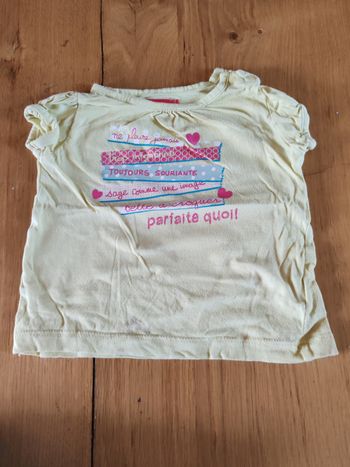 ne pleure jamais
TOUJOURS SOURIANTE
sage comme une image
belle à croquer
parfaite quoi!